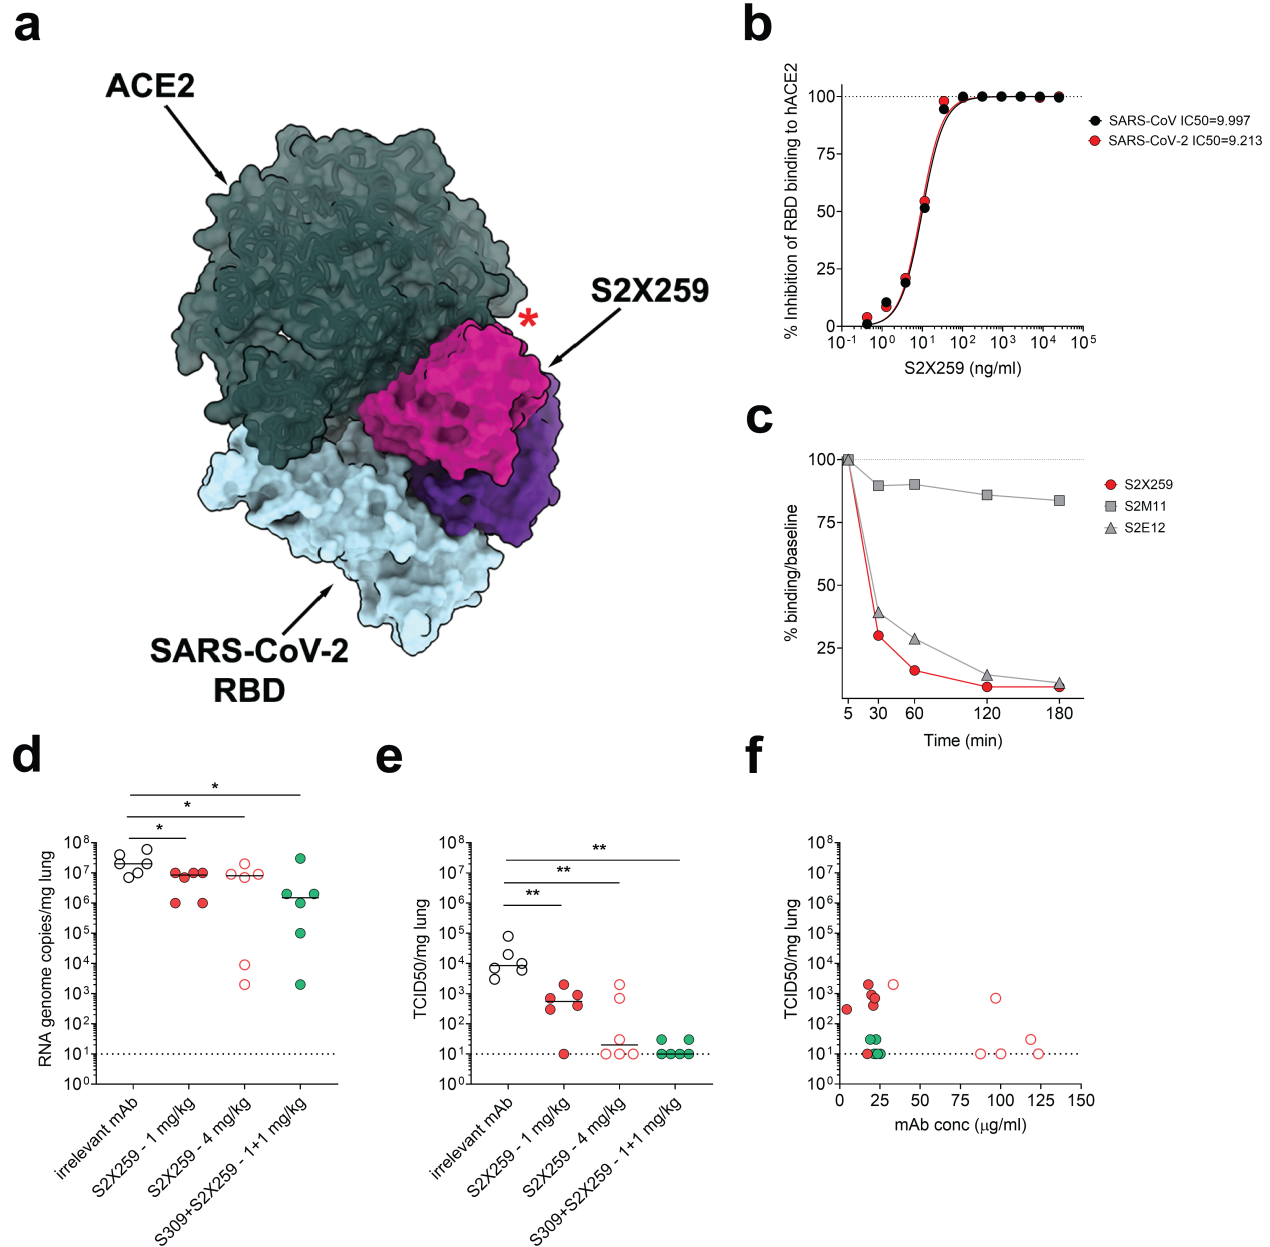 a
ACE2
S2X259
*
SARS-CoV-2
RBD
b
% Inhibition of RBD binding to hACE2
100
75
50
25
0
10-1 100 101 102 103 104 105
S2X259 (ng/ml)
SARS-CoV IC50=9.997
SARS-CoV-2 IC50=9.213
c
% binding/baseline
100
75
50
25
5 30 60 120 180
Time (min)
S2X259
S2M11
S2E12
d
*
*
*
RNA genome copies/mg lung
108
107
106
105
104
103
102
101
100
irrelevant mAb
S2X259 - 1 mg/kg
S2X259 - 4 mg/kg
S309+S2X259 - 1+1 mg/kg
e
**
**
**
TCID50/mg lung
108
107
106
105
104
103
102
101
100
irrelevant mAb
S2X259 - 1 mg/kg
S2X259 - 4 mg/kg
S309+S2X259 - 1+1 mg/kg
f
TCID50/mg lung
108
107
106
105
104
103
102
101
100
0 25 50 75 100 125 150
mAb conc (μg/ml)